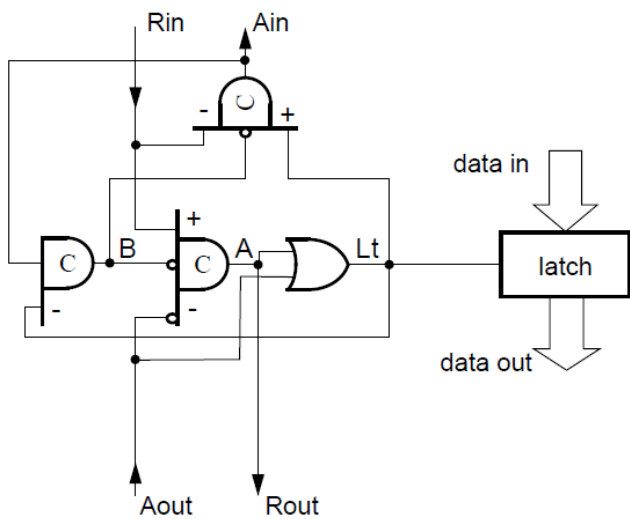 Rin
Ain
C
-
+
data in
+
B
A
Lt
C
C
latch
-
-
data out
Aout
Rout